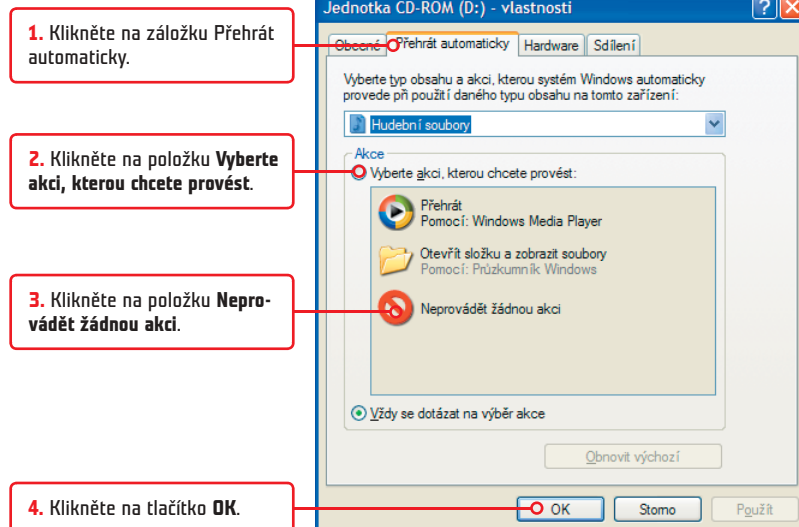 1. Klikněte na záložku Přehrát
automaticky.
2. Klikněte na položku Vyberte
akci, kterou chcete provést.
3. Klikněte na položku Nepro-
vádět žádnou akci.
4. Klikněte na tlačítko OK.
Jednotka CD-ROM (D:) - vlastnosti
Obecné Přehrát automaticky Hardware Sdílení
Vyberte typ obsahu a akci, kterou systém Windows automaticky
provede při použití daného typu obsahu na tomto zařízení:
Hudební soubory
Akce
Vyberte akci, kterou chcete provést:
Přehrát
Pomocí: Windows Media Player
Otevřít složku a zobrazit soubory
Pomocí: Průzkumník Windows
Neprovádět žádnou akci
Vždy se dotázat na výběr akce
Obnovit výchozí
OK Storno Použít